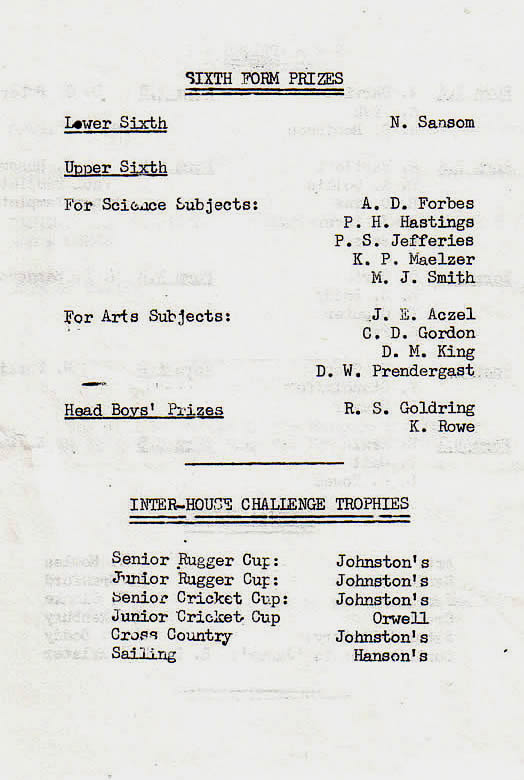 SIXTH FORM PRIZES
Lower Sixth N. Sansom
Upper Sixth
For Science Subjects: A. D. Forbes
P. H. Hastings
P. S. Jefferies
K. P. Maelzer
M. J. Smith
For Arts Subjects: J. E. Aczel
C. D. Gordon
D. M. King
D. W. Prendergast
Head Boys' Prizes R. S. Goldring
K. Rowe
INTER-HOUSE CHALLENGE TROPHIES
Senior Rugger Cup: Johnston's
Junior Rugger Cup: Johnston's
Senior Cricket Cup: Johnston's
Junior Cricket Cup Orwell
Cross Country Johnston's
Sailing Hanson's